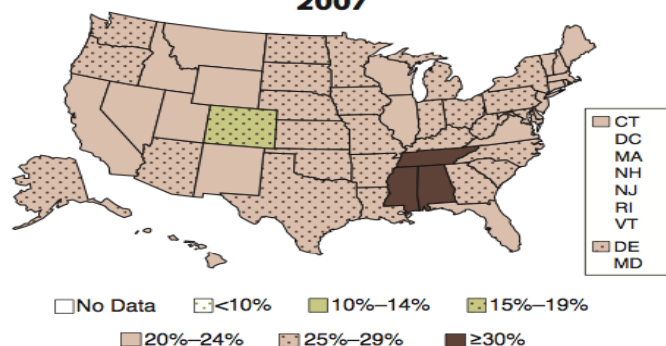 2007
CT
DC
MA
NH
NJ
RI
VT
DE
MD
No Data <10% 10%–14% 15%–19%
20%–24% 25%–29% ≥30%